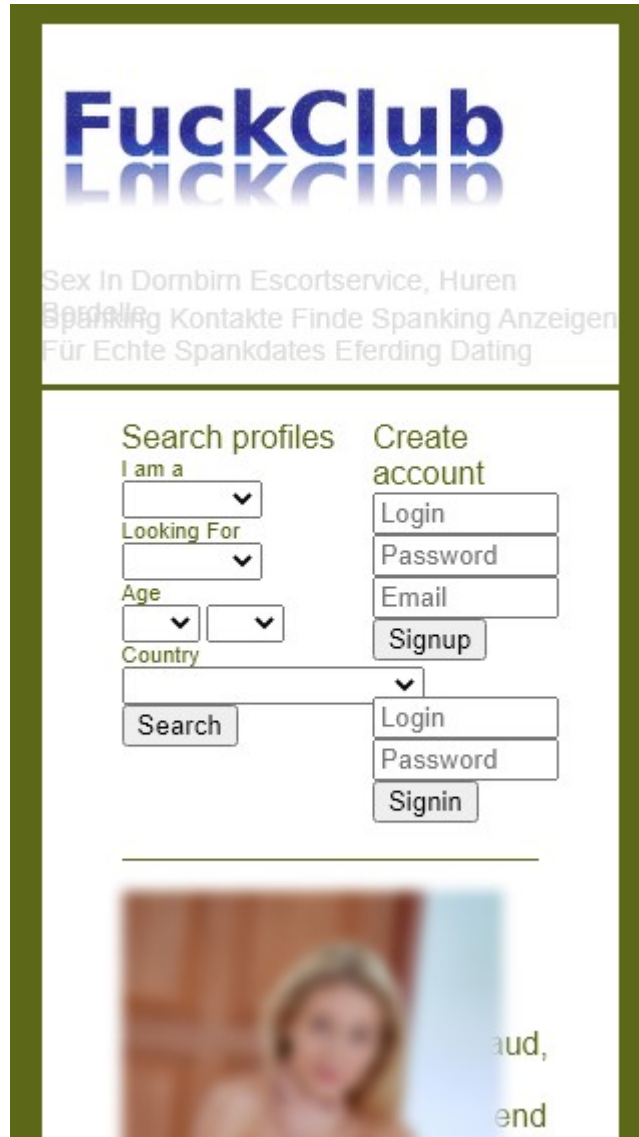 FuckClub
Sex In Dornbirn Escortservice, Huren
Bordelle
Spanking Kontakte Finde Spanking Anzeigen
Für Echte Spankdates Eferding Dating
Search profiles
I am a
Looking For
Age
Country
Search
Create
account
Login
Password
Email
Signup
Login
Password
Signin
aud,
end